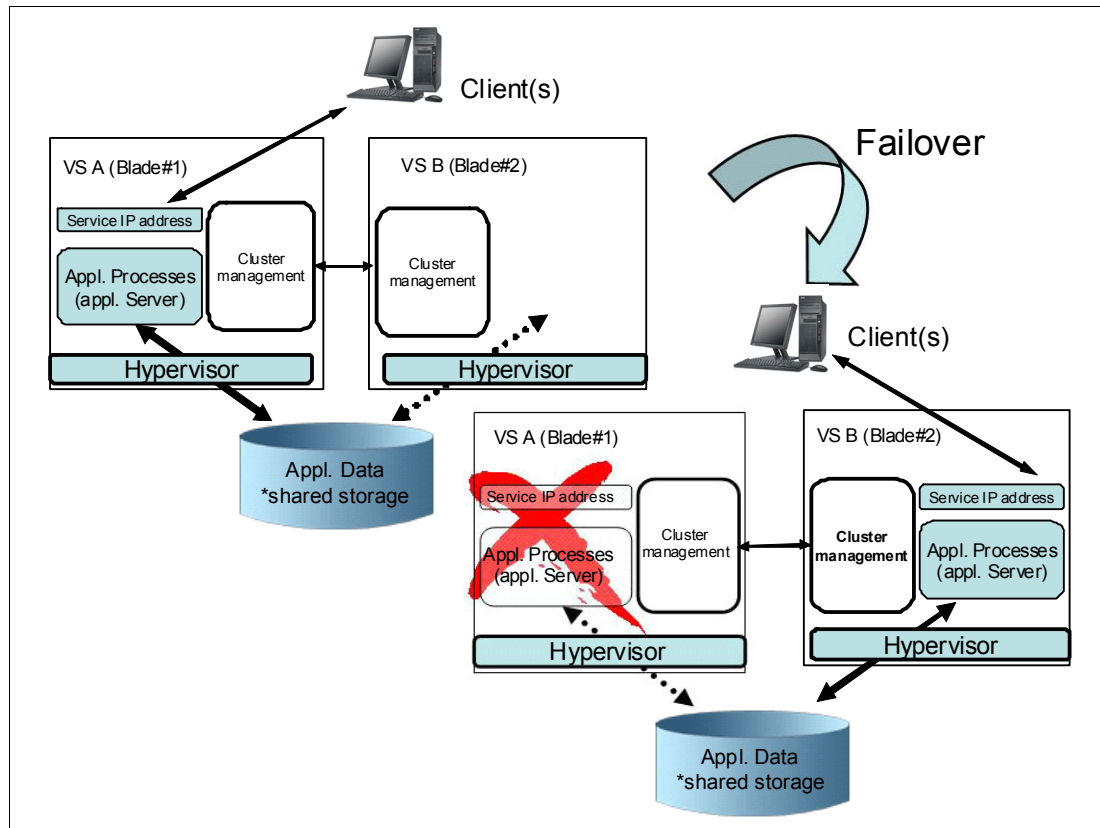 Client(s)
VS A (Blade#1)
Service IP address
Appl. Processes
(appl. Server)
Cluster
management
Hypervisor
VS B (Blade#2)
Cluster
management
Hypervisor
Appl. Data
*shared storage
Failover
Client(s)
VS A (Blade#1)
Service IP address
Appl. Processes
(appl. Server)
Cluster
management
Hypervisor
VS B (Blade#2)
Cluster
management
Service IP address
Appl. Processes
(appl. Server)
Hypervisor
Appl. Data
*shared storage